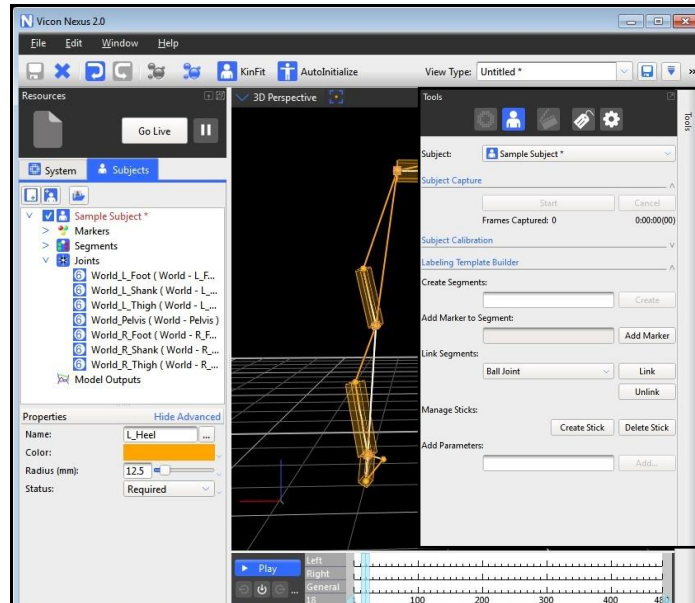 Vicon Nexus 2.0
File Edit Window Help
KinFit AutoInitialize View Type: Untitled * »
Resources
Go Live
System Subjects
Sample Subject *
Markers
Segments
Joints
World_L_Foot ( World - L_F...
World_L_Shank ( World - L_...
World_L_Thigh ( World - L_...
World_Pelvis ( World - Pelvis )
World_R_Foot ( World - R_F...
World_R_Shank ( World - R_...
World_R_Thigh ( World - R_...
Model Outputs
Properties Hide Advanced
Name: L_Heel ...
Color:
Radius (mm): 12.5
Status: Required
3D Perspective
Tools
Tools
Subject: Sample Subject *
Subject Capture
Start Cancel
Frames Captured: 0 0:00:00(00)
Subject Calibration
Labeling Template Builder
Create Segments:
Create
Add Marker to Segment:
Add Marker
Link Segments:
Ball Joint Link
Unlink
Manage Sticks:
Create Stick Delete Stick
Add Parameters:
Add...
Play
...
Left
Right
General
18 1 100 200 300 400 48